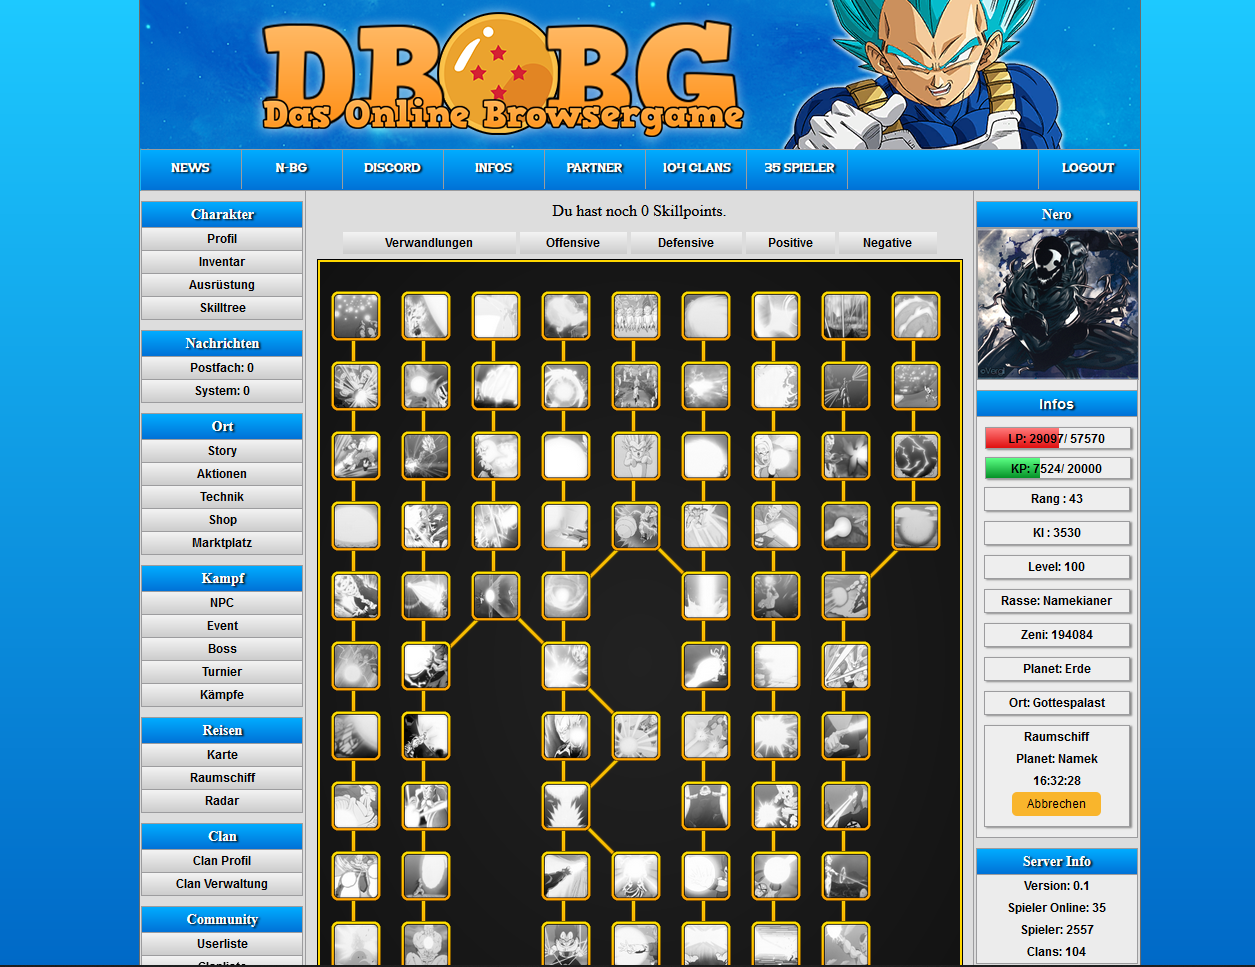 DBBG
Das Online Browsergame
NEWS
N-BG
DISCORD
INFOS
PARTNER
104 CLANS
35 SPIELER
LOGOUT
Charakter
Profil
Inventar
Ausrüstung
Skilltree
Nachrichten
Postfach: 0
System: 0
Ort
Story
Aktionen
Technik
Shop
Marktplatz
Kampf
NPC
Event
Boss
Turnier
Kämpfe
Reisen
Karte
Raumschiff
Radar
Clan
Clan Profil
Clan Verwaltung
Community
Userliste
Clanliste
Du hast noch 0 Skillpoints.
Verwandlungen
Offensive
Defensive
Positive
Negative
Nero
Infos
LP: 29097/ 57570
KP: 7524/ 20000
Rang : 43
KI : 3530
Level: 100
Rasse: Namekianer
Zeni: 194084
Planet: Erde
Ort: Gottespalast
Raumschiff
Planet: Namek
16:32:28
Abbrechen
Server Info
Version: 0.1
Spieler Online: 35
Spieler: 2557
Clans: 104